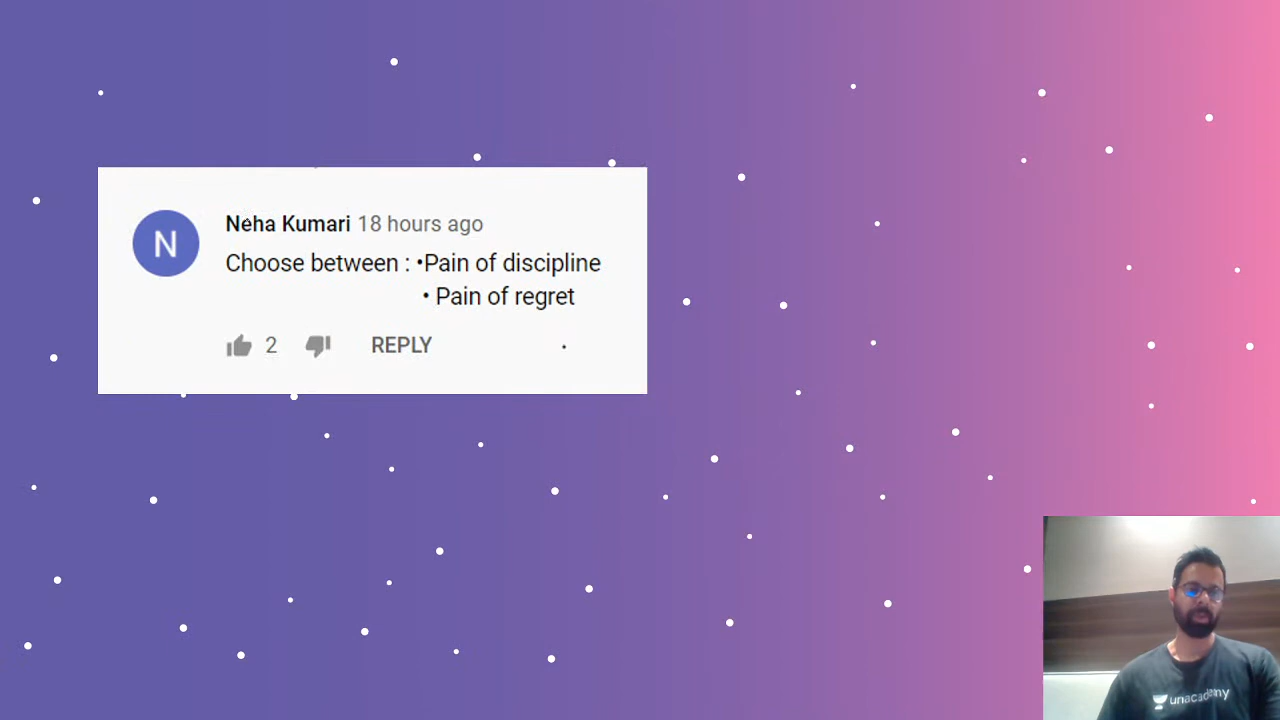 N
Neha Kumari 18 hours ago
Choose between : •Pain of discipline
• Pain of regret
2 REPLY
unacademy